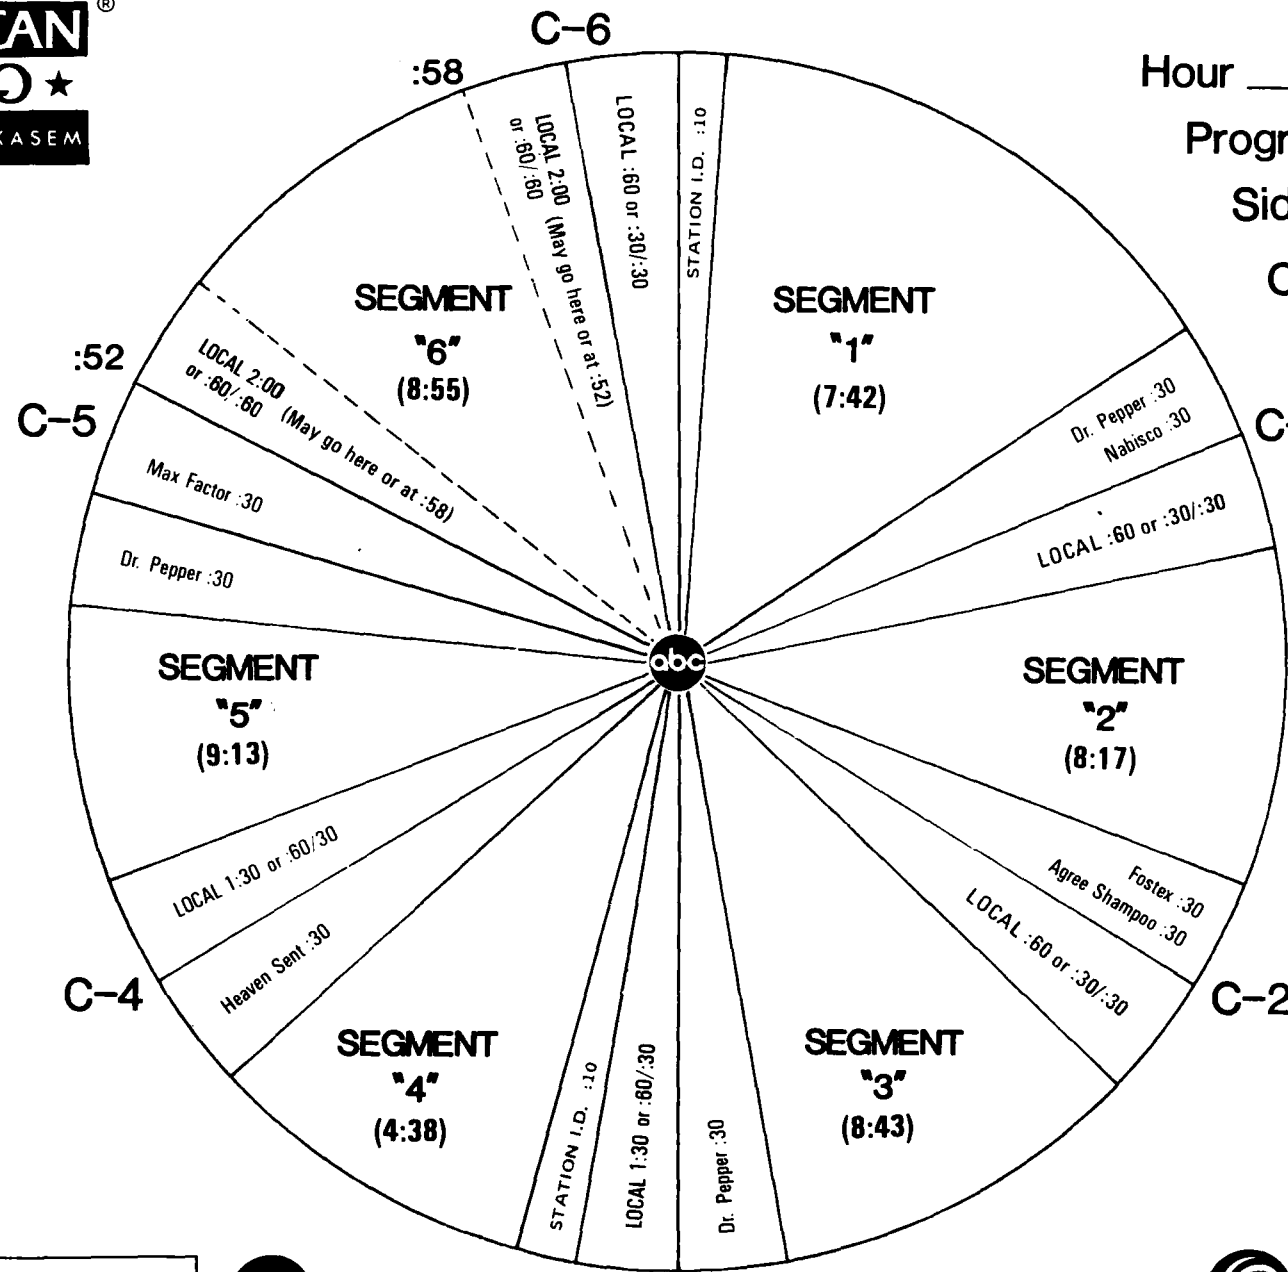 ®
C-6
:58
Hour
KASEM
STATION I.D. :10
LOCAL :60 or :30/:30
LOCAL 2:00 (May go here or at :52)
or :60/:60
SEGMENT
"1"
(7:42)
Dr. Pepper :30
Nabisco :30
LOCAL :60 or :30/:30
SEGMENT
"2"
(8:17)
Fostex :30
Agree Shampoo :30
C-2
LOCAL :60 or :30/:30
SEGMENT
"3"
(8:43)
Dr. Pepper :30
LOCAL 1:30 or :60/:30
STATION I.D. :10
SEGMENT
"4"
(4:38)
Heaven Sent :30
C-4
LOCAL 1:30 or :60/30
SEGMENT
"5"
(9:13)
Dr. Pepper :30
Max Factor :30
C-5
:52
LOCAL 2:00 (May go here or at :58)
or :60/:60
SEGMENT
"6"
(8:55)
abc